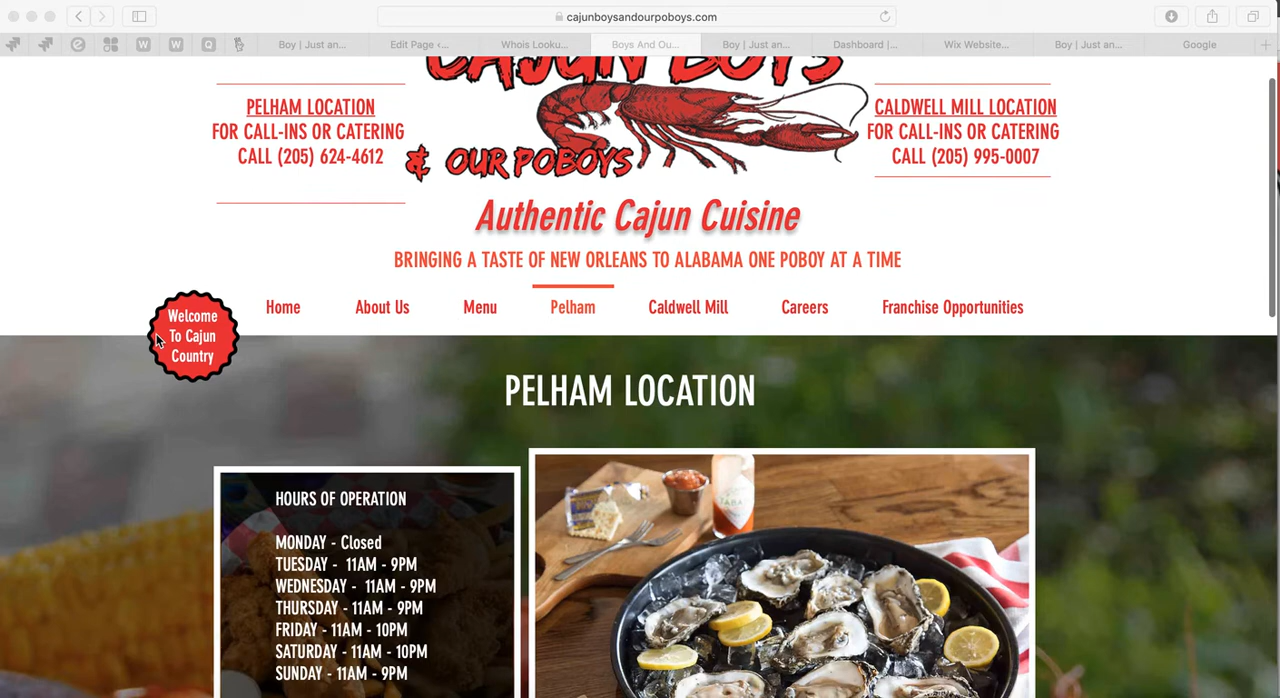 cajunboysandourpoboys.com
Boy | Just an...
Edit Page ‹...
Whois Looku...
Boys And Ou...
Boy | Just an...
Dashboard |...
Wix Website...
Boy | Just an...
Google
CAJUN BOYS
& OUR POBOYS
PELHAM LOCATION
FOR CALL-INS OR CATERING
CALL (205) 624-4612
CALDWELL MILL LOCATION
FOR CALL-INS OR CATERING
CALL (205) 995-0007
Authentic Cajun Cuisine
BRINGING A TASTE OF NEW ORLEANS TO ALABAMA ONE POBOY AT A TIME
Welcome
To Cajun
Country
Home
About Us
Menu
Pelham
Caldwell Mill
Careers
Franchise Opportunities
PELHAM LOCATION
HOURS OF OPERATION
MONDAY - Closed
TUESDAY - 11AM - 9PM
WEDNESDAY - 11AM - 9PM
THURSDAY - 11AM - 9PM
FRIDAY - 11AM - 10PM
SATURDAY - 11AM - 10PM
SUNDAY - 11AM - 9PM